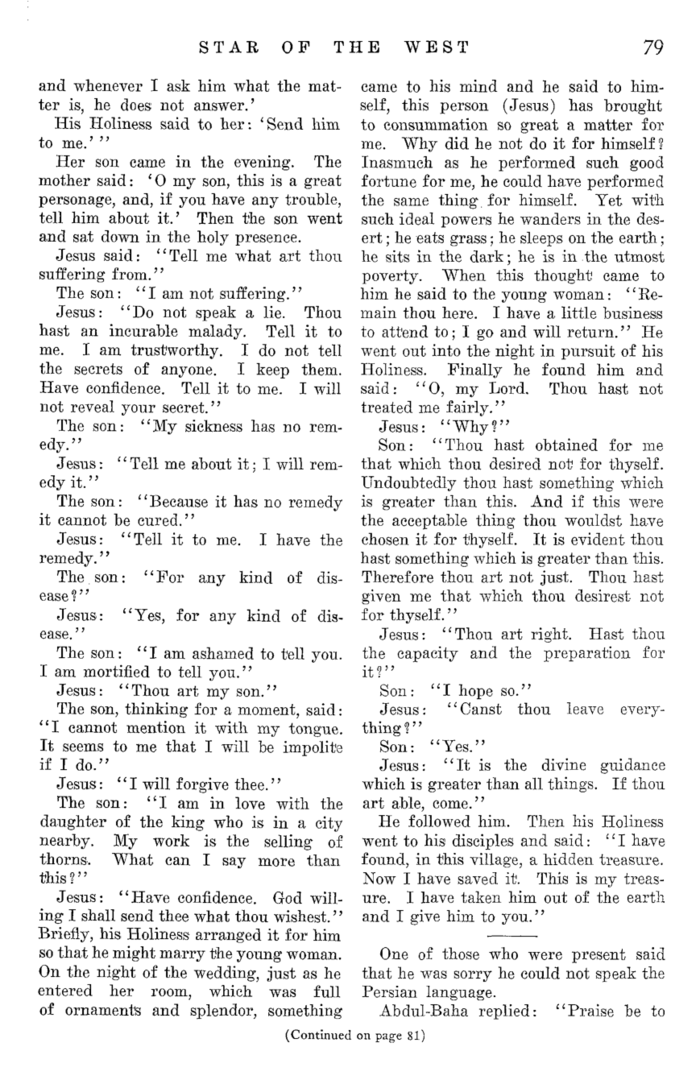 STAR OF THE WEST 79
and whenever I ask him what the mat-
ter is, he does not answer.’
His Holiness said to her: ‘Send him
to me.’ ’’
Her son came in the evening. The
mother said: ‘O my son, this is a great
personage, and, if you have any trouble,
tell him about it.’ Then the son went
and sat down in the holy presence.
Jesus said: ‘‘Tell me what art thou
suffering from.’’
The son: ‘‘I am not suffering.’’
Jesus: ‘‘Do not speak a lie. Thou
hast an incurable malady. Tell it to
me. I am trustworthy. I do not tell
the secrets of anyone. I keep them.
Have confidence. Tell it to me. I will
not reveal your secret.’’
The son: ‘‘My sickness has no rem-
edy.’’
Jesus: ‘‘Tell me about it; I will rem-
edy it.’’
The son: ‘‘Because it has no remedy
it cannot be cured.’’
Jesus: ‘‘Tell it to me. I have the
remedy.’’
The son: ‘‘For any kind of dis-
ease?’’
Jesus: ‘‘Yes, for any kind of dis-
ease.’’
The son: ‘‘I am ashamed to tell you.
I am mortified to tell you.’’
Jesus: ‘‘Thou art my son.’’
The son, thinking for a moment, said:
‘‘I cannot mention it with my tongue.
It seems to me that I will be impolite
if I do.’’
Jesus: ‘‘I will forgive thee.’’
The son: ‘‘I am in love with the
daughter of the king who is in a city
nearby. My work is the selling of
thorns. What can I say more than
this?’’
Jesus: ‘‘Have confidence. God will-
ing I shall send thee what thou wishest.’’
Briefly, his Holiness arranged it for him
so that he might marry the young woman.
On the night of the wedding, just as he
entered her room, which was full
of ornaments and splendor, something
came to his mind and he said to him-
self, this person (Jesus) has brought
to consummation so great a matter for
me. Why did he not do it for himself?
Inasmuch as he performed such good
fortune for me, he could have performed
the same thing for himself. Yet with
such ideal powers he wanders in the des-
ert; he eats grass; he sleeps on the earth;
he sits in the dark; he is in the utmost
poverty. When this thought came to
him he said to the young woman: ‘‘Re-
main thou here. I have a little business
to attend to; I go and will return.’’ He
went out into the night in pursuit of his
Holiness. Finally he found him and
said: ‘‘O, my Lord. Thou hast not
treated me fairly.’’
Jesus: ‘‘Why?’’
Son: ‘‘Thou hast obtained for me
that which thou desired not for thyself.
Undoubtedly thou hast something which
is greater than this. And if this were
the acceptable thing thou wouldst have
chosen it for thyself. It is evident thou
hast something which is greater than this.
Therefore thou art not just. Thou hast
given me that which thou desirest not
for thyself.’’
Jesus: ‘‘Thou art right. Hast thou
the capacity and the preparation for
it?’’
Son: ‘‘I hope so.’’
Jesus: ‘‘Canst thou leave every-
thing?’’
Son: ‘‘Yes.’’
Jesus: ‘‘It is the divine guidance
which is greater than all things. If thou
art able, come.’’
He followed him. Then his Holiness
went to his disciples and said: ‘‘I have
found, in this village, a hidden treasure.
Now I have saved it. This is my treas-
ure. I have taken him out of the earth
and I give him to you.’’
One of those who were present said
that he was sorry he could not speak the
Persian language.
Abdul-Baha replied: ‘‘Praise be to
(Continued on page 81)